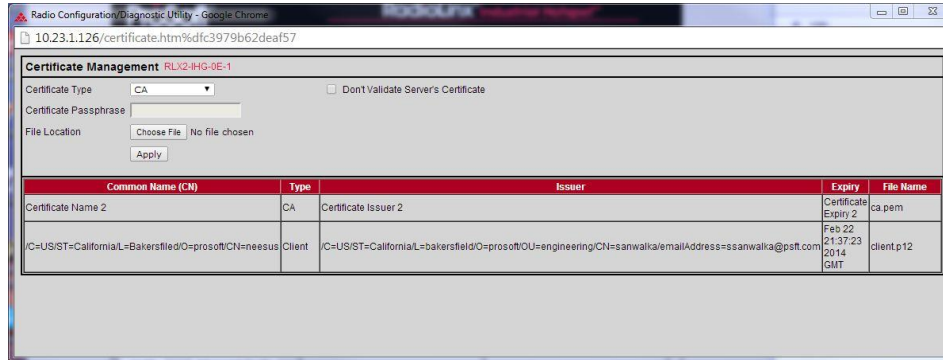 Radio Configuration/Diagnostic Utility - Google Chrome
10.23.1.126/certificate.htm%dfc3979b62deaf57
Certificate Management RLX2-IHG-0E-1
Certificate Type CA Don't Validate Server's Certificate
Certificate Passphrase
File Location Choose File No file chosen
Apply
Common Name (CN) Type Issuer Expiry File Name
Certificate Name 2 CA Certificate Issuer 2 Certificate Expiry 2 ca.pem
/C=US/ST=California/L=Bakersfiled/O=prosoft/CN=neesus Client /C=US/ST=California/L=bakersfield/O=prosoft/OU=engineering/CN=sanwalka/emailAddress=ssanwalka@psft.com Feb 22 21:37:23 2014 GMT client.p12